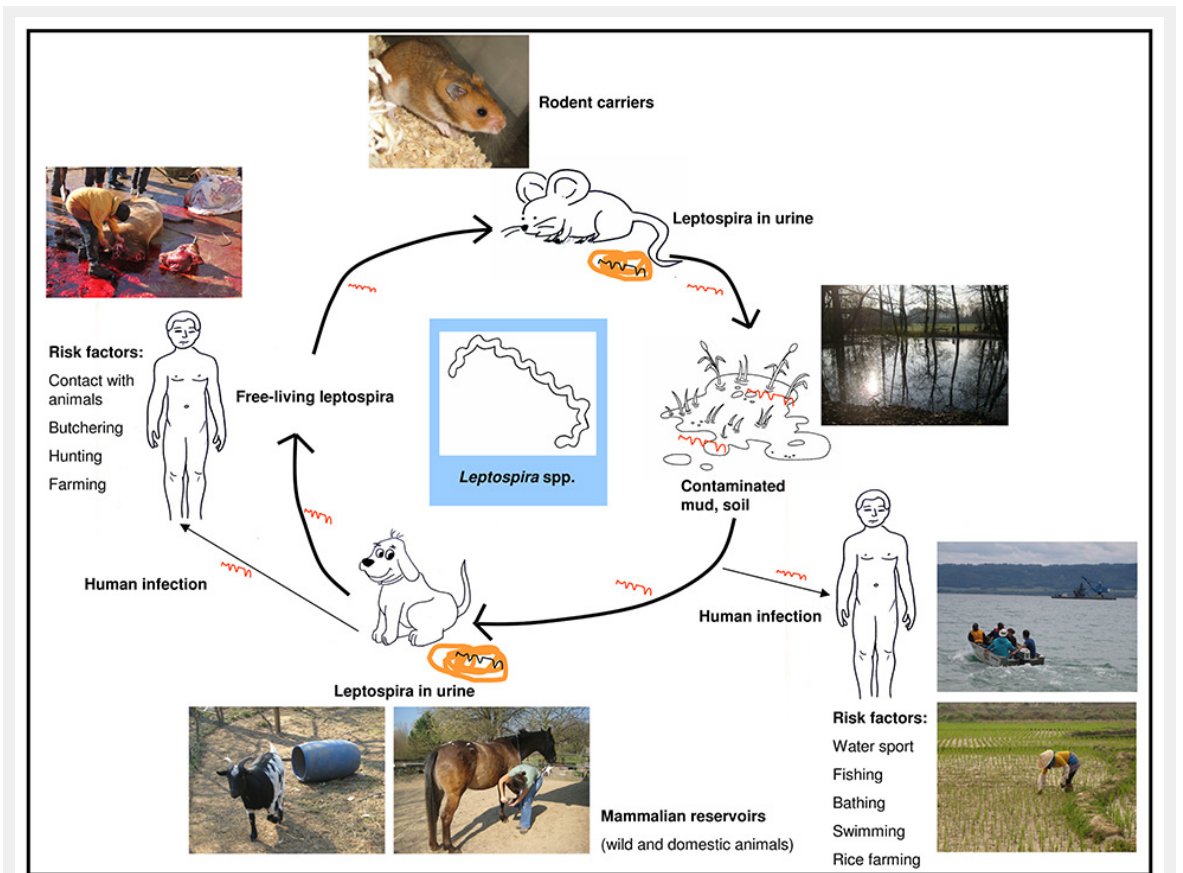 Rodent carriers
Leptospira in urine
Risk factors:
Contact with
animals
Butchering
Hunting
Farming
Free-living leptospira
Leptospira spp.
Contaminated
mud, soil
Human infection
Human infection
Leptospira in urine
Mammalian reservoirs
(wild and domestic animals)
Risk factors:
Water sport
Fishing
Bathing
Swimming
Rice farming